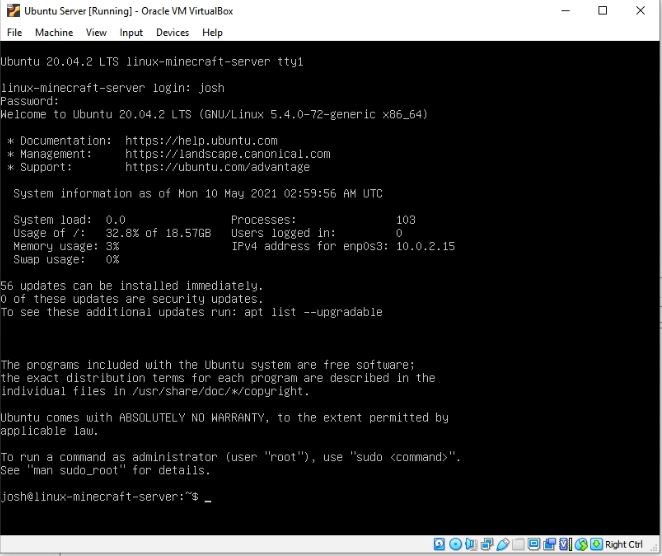 Ubuntu Server [Running] - Oracle VM VirtualBox
File Machine View Input Devices Help
Ubuntu 20.04.2 LTS linux-minecraft-server tty1
linux-minecraft-server login: josh
Password:
Welcome to Ubuntu 20.04.2 LTS (GNU/Linux 5.4.0-72-generic x86_64)
* Documentation: https://help.ubuntu.com
* Management: https://landscape.canonical.com
* Support: https://ubuntu.com/advantage
System information as of Mon 10 May 2021 02:59:56 AM UTC
System load: 0.0 Processes: 103
Usage of /: 32.8% of 18.57GB Users logged in: 0
Memory usage: 3% IPv4 address for enp0s3: 10.0.2.15
Swap usage: 0%
56 updates can be installed immediately.
0 of these updates are security updates.
To see these additional updates run: apt list --upgradable
The programs included with the Ubuntu system are free software;
the exact distribution terms for each program are described in the
individual files in /usr/share/doc/*/copyright.
Ubuntu comes with ABSOLUTELY NO WARRANTY, to the extent permitted by
applicable law.
To run a command as administrator (user "root"), use "sudo <command>".
See "man sudo_root" for details.
josh@linux-minecraft-server:~$ _
Right Ctrl